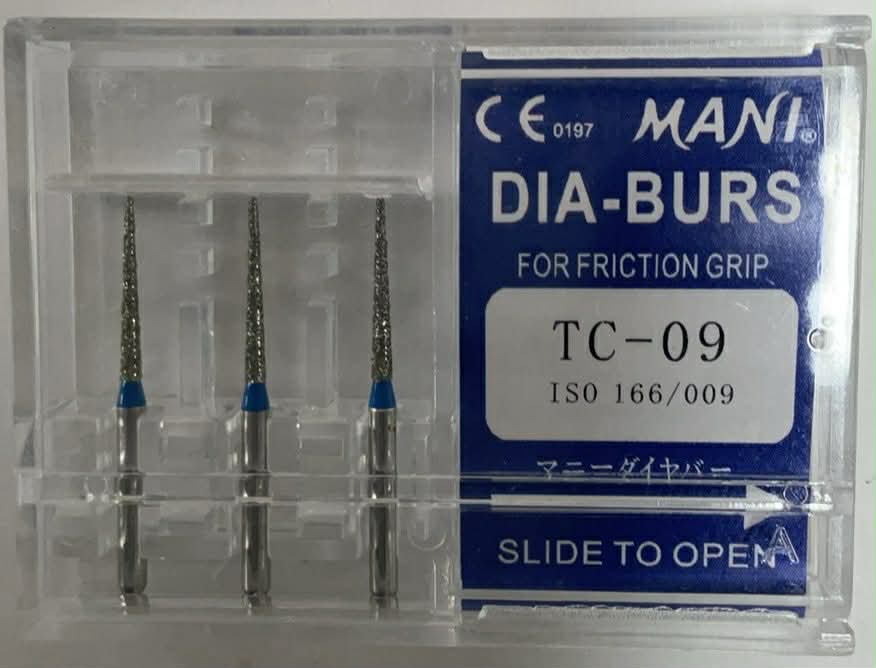 CE 0197 MANI®
DIA-BURS
FOR FRICTION GRIP
TC-09
ISO 166/009
マニーダイヤバー
SLIDE TO OPEN
A